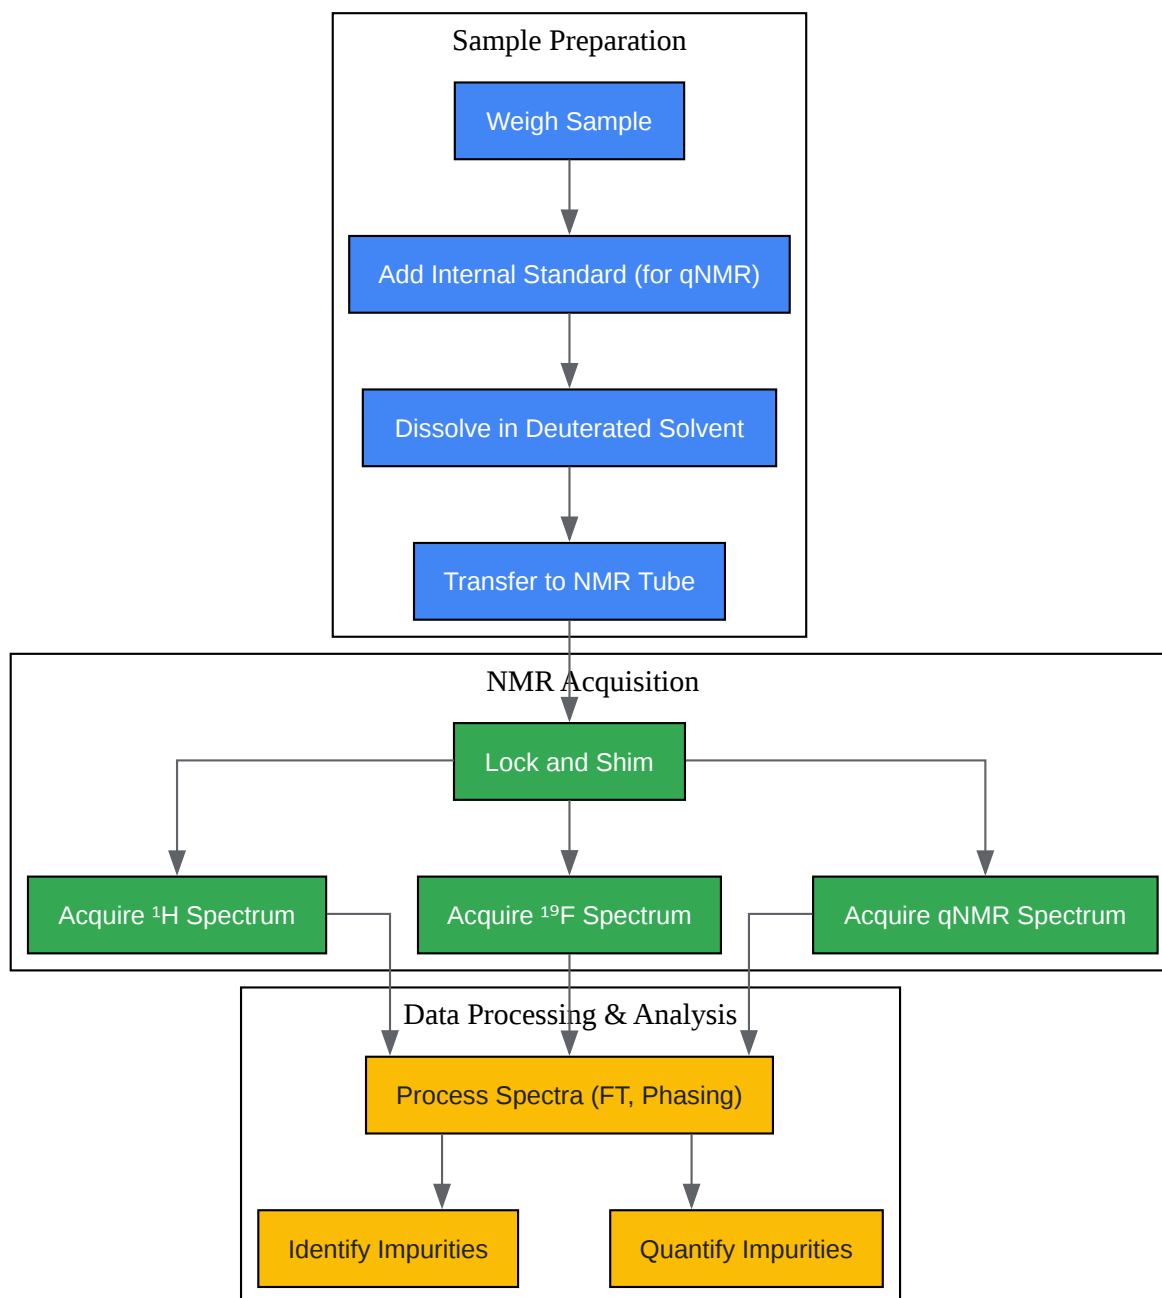 Sample Preparation
Weigh Sample
Add Internal Standard (for qNMR)
Dissolve in Deuterated Solvent
Transfer to NMR Tube
NMR Acquisition
Lock and Shim
Acquire ¹H Spectrum
Acquire ¹⁹F Spectrum
Acquire qNMR Spectrum
Data Processing & Analysis
Process Spectra (FT, Phasing)
Identify Impurities
Quantify Impurities